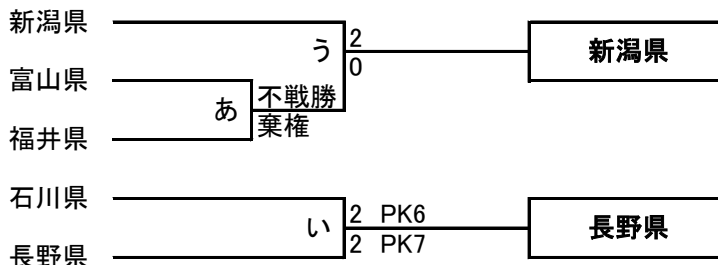 新潟県
う 2 新潟県
0
富山県
あ 不戦勝
棄権
福井県
石川県
い 2 PK6 長野県
2 PK7
長野県